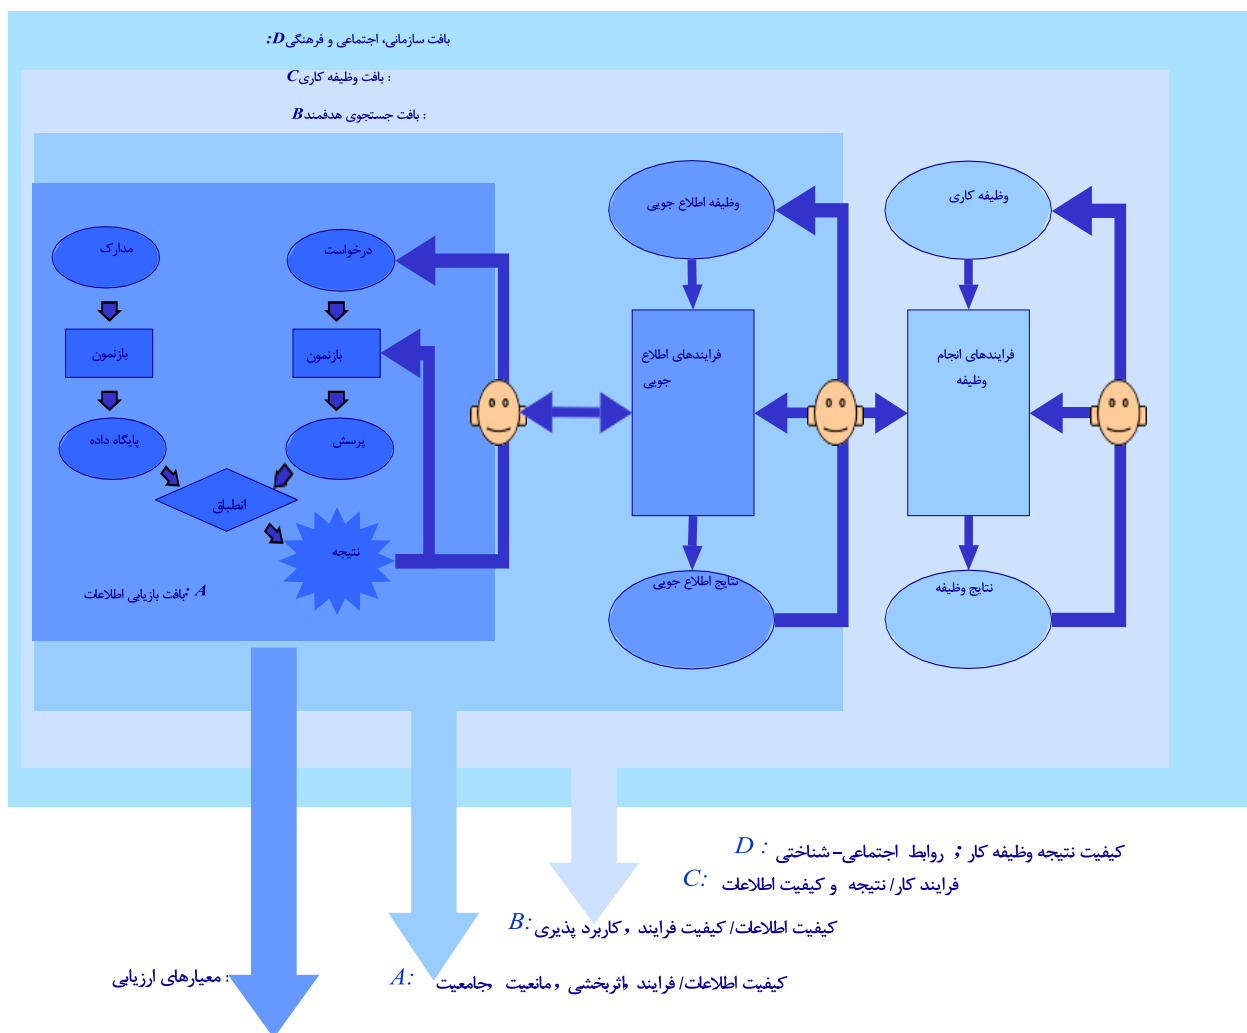 بافت سازمانی، اجتماعی و فرهنگی D:
C : بافت وظیفه کاری
B : بافت جستجوی هدفمند
وظیفه کاری
وظیفه اطلاع جویی
درخواست
مدارک
فرایندهای انجام
وظیفه
فرایندهای اطلاع
جویی
بازنمون
بازنمون
پرسش
پایگاه داده
انطباق
نتیجه
نتایج وظیفه
نتایج اطلاع جویی
A :بافت بازیابی اطلاعات
D : کیفیت نتیجه وظیفه کار ; روابط اجتماعی- شناختی
C: فرایند کار/ نتیجه و کیفیت اطلاعات
B: کیفیت اطلاعات/ کیفیت فرایند , کاربرد پذیری
A: کیفیت اطلاعات/ فرایند ,اثربخشی , مانعیت ,جامعیت
معیارهای ارزیابی :